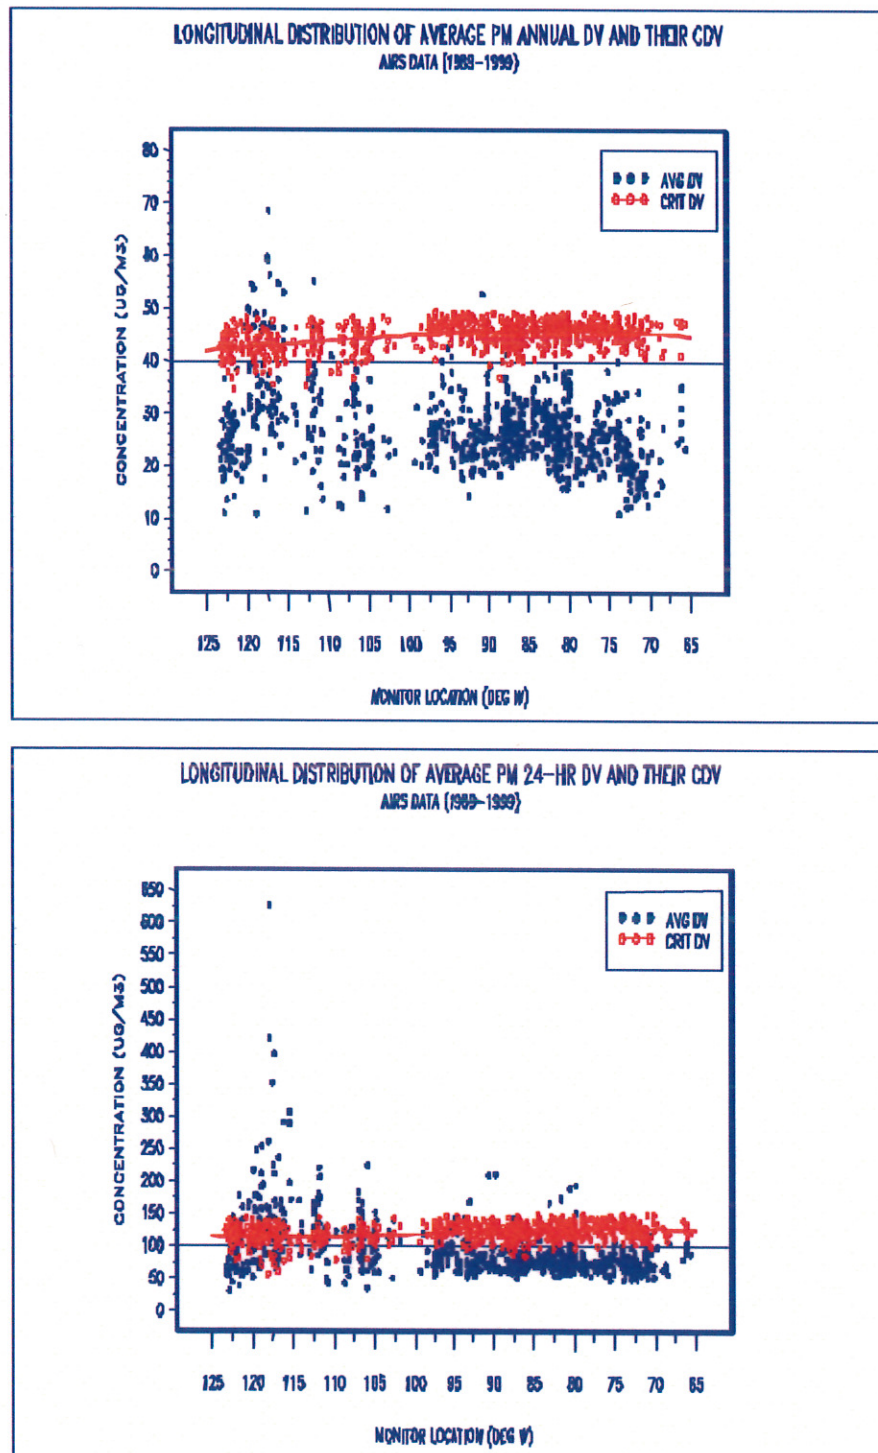 LONGITUDINAL DISTRIBUTION OF AVERAGE PM ANNUAL DV AND THEIR CDV
AIRS DATA (1989-1999)
CONCENTRATION (UG/M3)
80
70
60
50
40
30
20
10
0
AVG DV
CRIT DV
125 120 115 110 105 100 95 90 85 80 75 70 65
MONITOR LOCATION (DEG W)
LONGITUDINAL DISTRIBUTION OF AVERAGE PM 24-HR DV AND THEIR CDV
AIRS DATA (1989-1999)
CONCENTRATION (UG/M3)
650
600
550
500
450
400
350
300
250
200
150
100
50
0
AVG DV
CRIT DV
125 120 115 110 105 100 95 90 85 80 75 70 65
MONITOR LOCATION (DEG W)